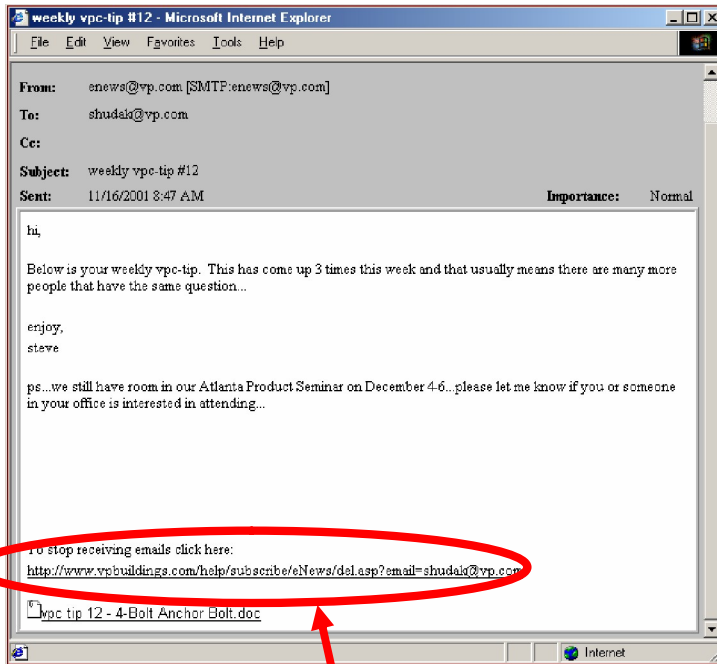 weekly vpc-tip #12 - Microsoft Internet Explorer
File Edit View Favorites Tools Help
From: enews@vp.com [SMTP:enews@vp.com]
To: shudak@vp.com
Cc:
Subject: weekly vpc-tip #12
Sent: 11/16/2001 8:47 AM Importance: Normal
hi,
Below is your weekly vpc-tip. This has come up 3 times this week and that usually means there are many more
people that have the same question...
enjoy,
steve
ps...we still have room in our Atlanta Product Seminar on December 4-6...please let me know if you or someone
in your office is interested in attending...
To stop receiving emails click here:
http://www.vpbuildings.com/help/subscribe/eNews/del.asp?email=shudak@vp.com
vpc tip 12 - 4-Bolt Anchor Bolt.doc
Internet